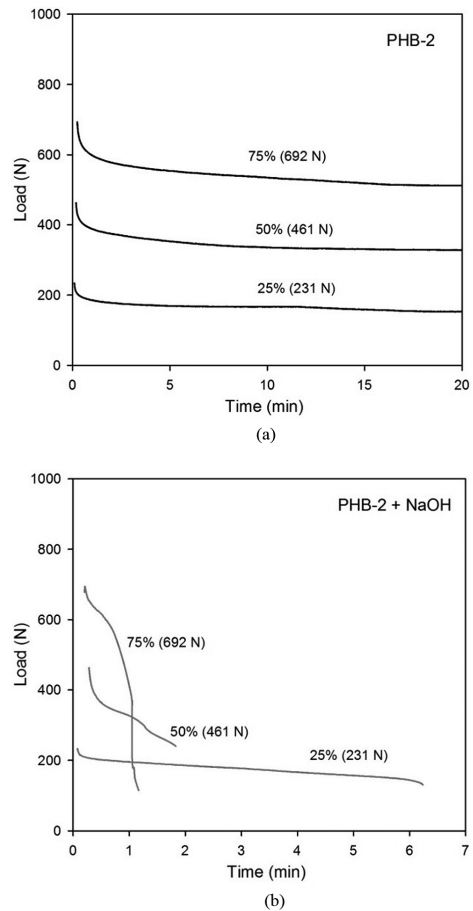 1000
PHB-2
800
75% (692 N)
600
Load (N)
50% (461 N)
400
25% (231 N)
200
0
0 5 10 15 20
Time (min)
(a)
1000
PHB-2 + NaOH
800
600
75% (692 N)
Load (N)
400
50% (461 N)
25% (231 N)
200
0
0 1 2 3 4 5 6 7
Time (min)
(b)